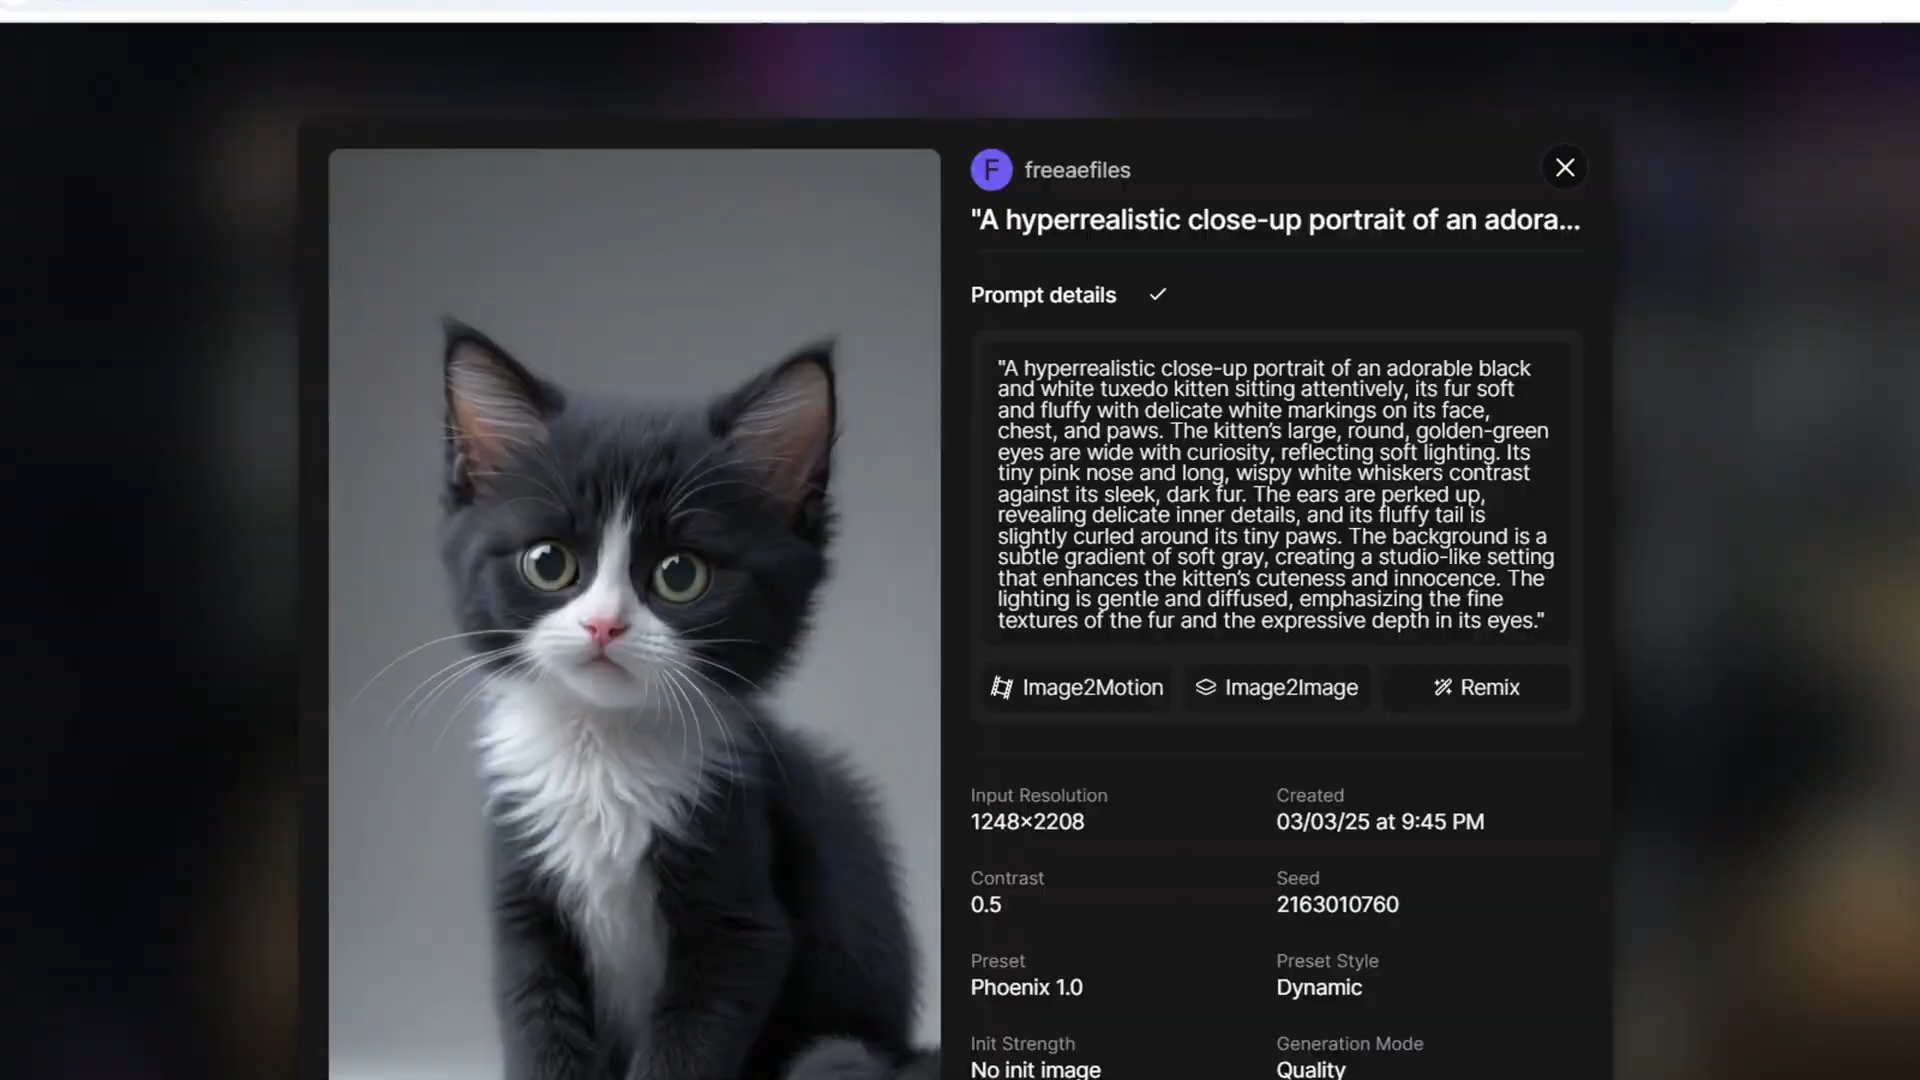 F freeaefiles
"A hyperrealistic close-up portrait of an adora...
Prompt details
"A hyperrealistic close-up portrait of an adorable black
and white tuxedo kitten sitting attentively, its fur soft
and fluffy with delicate white markings on its face,
chest, and paws. The kitten’s large, round, golden-green
eyes are wide with curiosity, reflecting soft lighting. Its
tiny pink nose and long, wispy white whiskers contrast
against its sleek, dark fur. The ears are perked up,
revealing delicate inner details, and its fluffy tail is
slightly curled around its tiny paws. The background is a
subtle gradient of soft gray, creating a studio-like setting
that enhances the kitten’s cuteness and innocence. The
lighting is gentle and diffused, emphasizing the fine
textures of the fur and the expressive depth in its eyes."
Image2Motion Image2Image Remix
Input Resolution Created
1248×2208 03/03/25 at 9:45 PM
Contrast Seed
0.5 2163010760
Preset Preset Style
Phoenix 1.0 Dynamic
Init Strength Generation Mode
No init image Quality